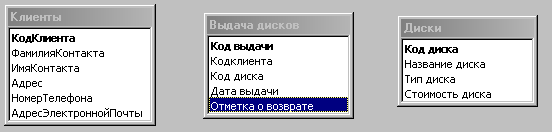 Клиенты
КодКлиента
ФамилияКонтакта
ИмяКонтакта
Адрес
НомерТелефона
АдресЭлектроннойПочты
Выдача дисков
Код выдачи
Кодклиента
Код диска
Дата выдачи
Отметка о возврате
Диски
Код диска
Название диска
Тип диска
Стоимость диска